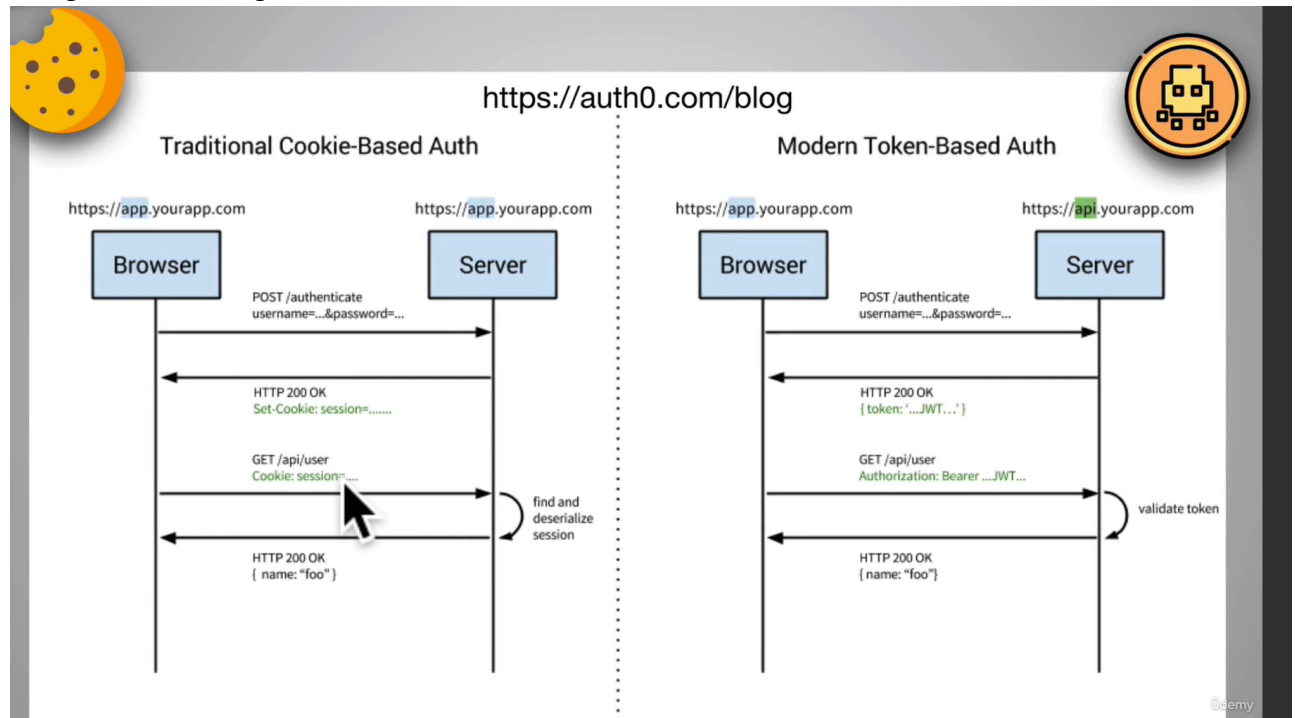 https://auth0.com/blog
Traditional Cookie-Based Auth
https://app.yourapp.com
https://app.yourapp.com
Browser
Server
POST /authenticate
username=...&password=...
HTTP 200 OK
Set-Cookie: session=.......
GET /api/user
Cookie: session=....
find and
deserialize
session
HTTP 200 OK
{ name: “foo” }
Modern Token-Based Auth
https://app.yourapp.com
https://api.yourapp.com
Browser
Server
POST /authenticate
username=...&password=...
HTTP 200 OK
{ token: ‘...JWT...’ }
GET /api/user
Authorization: Bearer ...JWT...
validate token
HTTP 200 OK
{ name: “foo”}
ûdemy